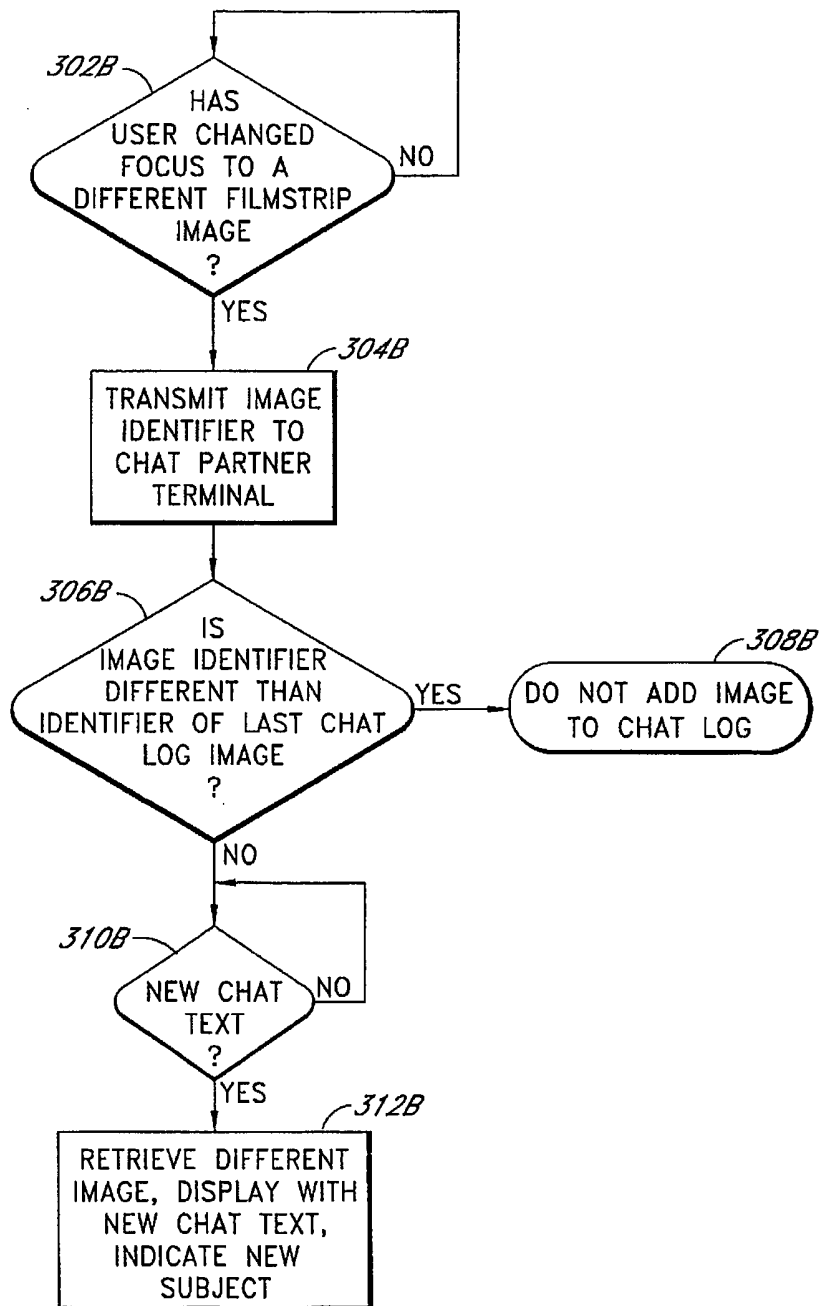 302B
HAS
USER CHANGED
FOCUS TO A
DIFFERENT FILMSTRIP
IMAGE
?
NO
YES
304B
TRANSMIT IMAGE
IDENTIFIER TO
CHAT PARTNER
TERMINAL
306B
IS
IMAGE IDENTIFIER
DIFFERENT THAN
IDENTIFIER OF LAST CHAT
LOG IMAGE
?
YES
308B
DO NOT ADD IMAGE
TO CHAT LOG
NO
310B
NEW CHAT
TEXT
?
NO
YES
312B
RETRIEVE DIFFERENT
IMAGE, DISPLAY WITH
NEW CHAT TEXT,
INDICATE NEW
SUBJECT